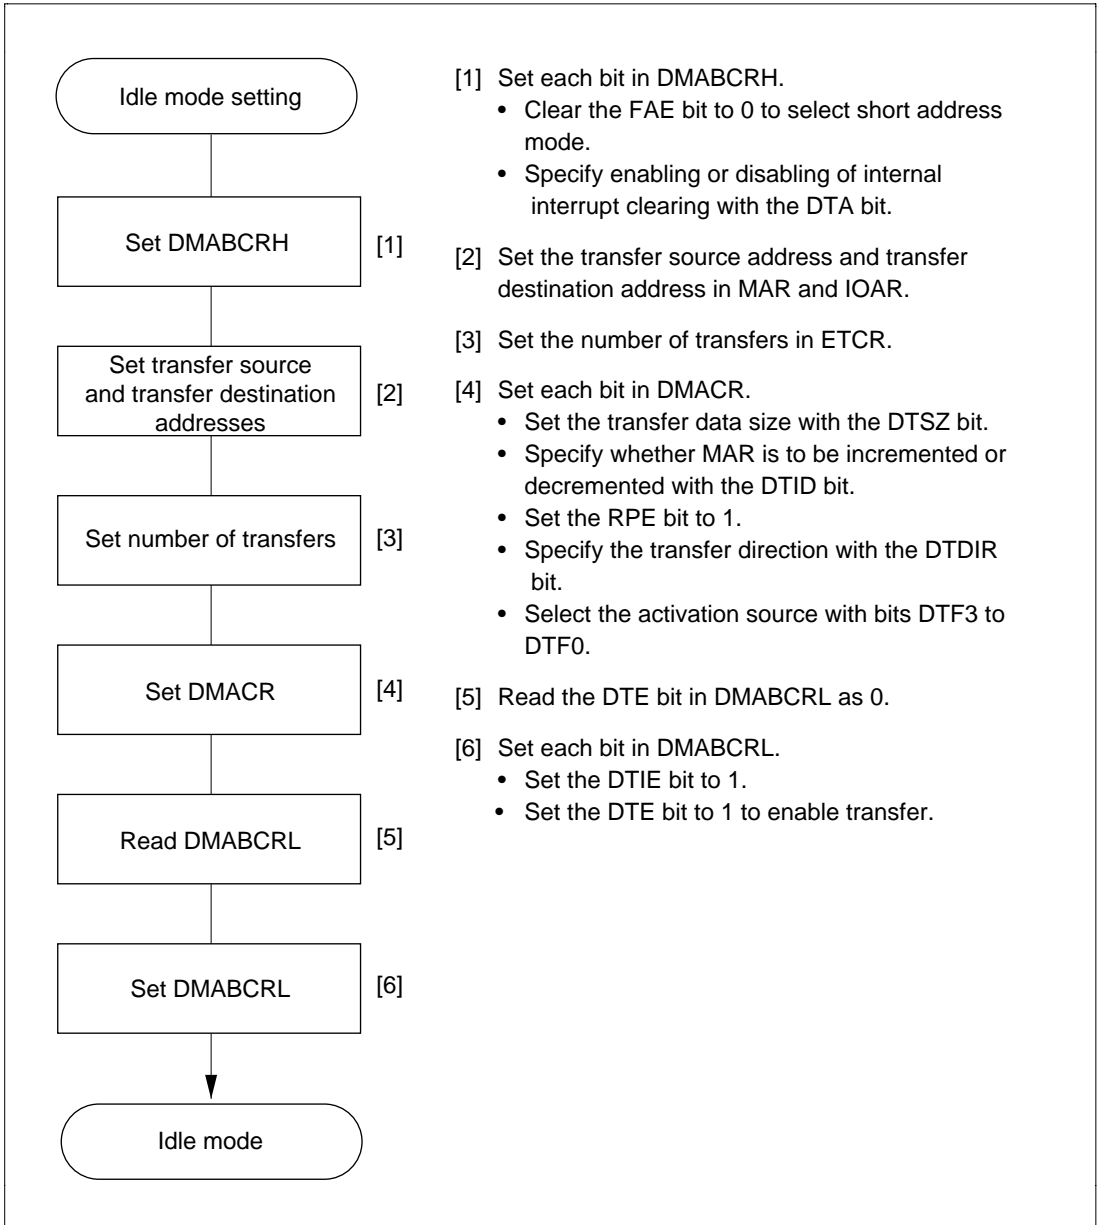 Idle mode setting
Set DMABCRH
[1]
Set transfer source
and transfer destination
addresses
[2]
Set number of transfers
[3]
Set DMACR
[4]
Read DMABCRL
[5]
Set DMABCRL
[6]
Idle mode
[1] Set each bit in DMABCRH.
• Clear the FAE bit to 0 to select short address
mode.
• Specify enabling or disabling of internal
interrupt clearing with the DTA bit.
[2] Set the transfer source address and transfer
destination address in MAR and IOAR.
[3] Set the number of transfers in ETCR.
[4] Set each bit in DMACR.
• Set the transfer data size with the DTSZ bit.
• Specify whether MAR is to be incremented or
decremented with the DTID bit.
• Set the RPE bit to 1.
• Specify the transfer direction with the DTDIR
bit.
• Select the activation source with bits DTF3 to
DTF0.
[5] Read the DTE bit in DMABCRL as 0.
[6] Set each bit in DMABCRL.
• Set the DTIE bit to 1.
• Set the DTE bit to 1 to enable transfer.